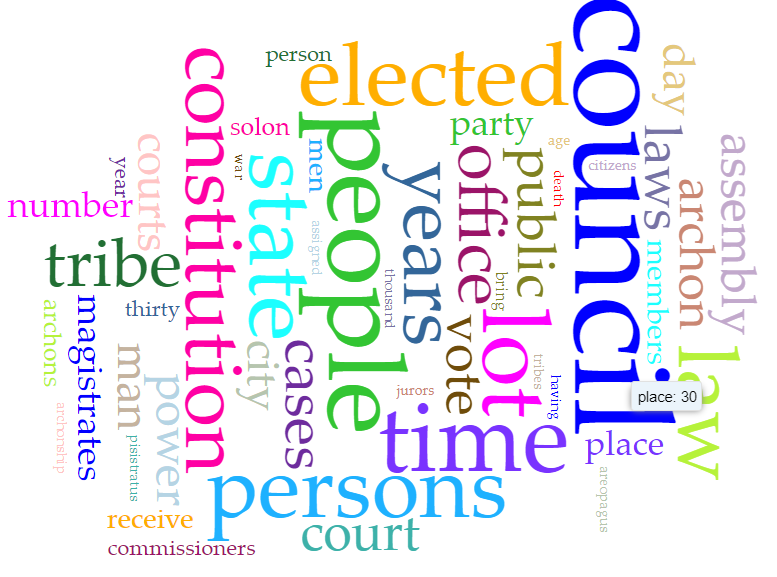 council
person
elected
day
constitution
solon
people
party
age
laws
assembly
courts
year
war
state
men
years
office
public
citizens
death
archon
number
assigned
tribe
thousand
bring
members
archons
magistrates
thirty
city
cases
vote
lot
tribes
having
law
man
power
jurors
place: 30
archonship
pisistratus
time
place
persons
areopagus
receive
court
commissioners